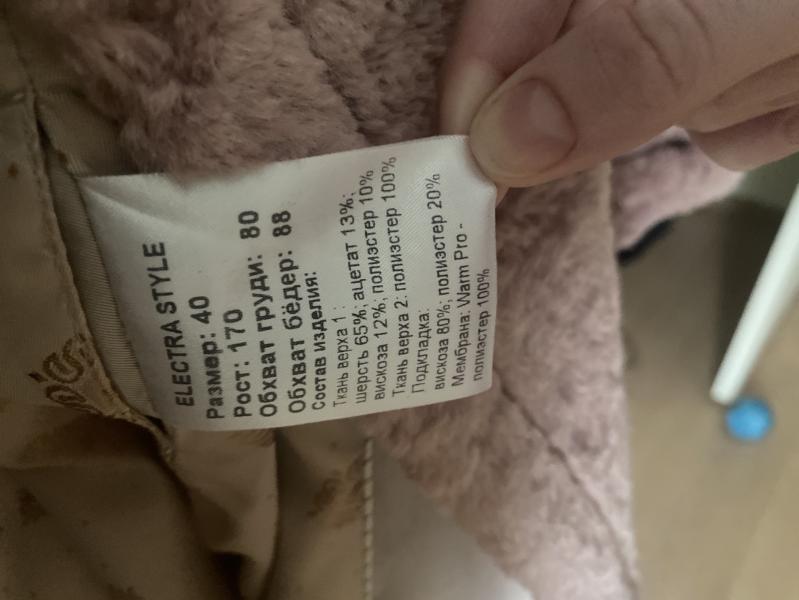 ELECTRA STYLE
Размер: 40
Рост: 170
Обхват груди: 80
Обхват бёдер: 88
Состав изделия:
Ткань верха 1 :
шерсть 65%; ацетат 13%;
вискоза 12%; полиэстер 10%
Ткань верха 2: полиэстер 100%
Подкладка:
вискоза 80%; полиэстер 20%
Мембрана: Warm Pro -
полиэстер 100%